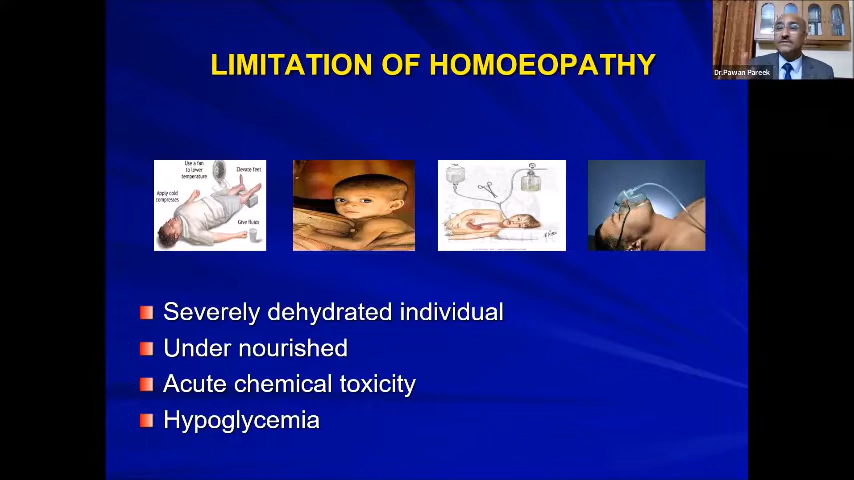 LIMITATION OF HOMOEOPATHY
Dr.Pawan Pareek
Use a fan
to lower
temperature
Elevate feet
Apply cold
compresses
Give fluids
Severely dehydrated individual
Under nourished
Acute chemical toxicity
Hypoglycemia